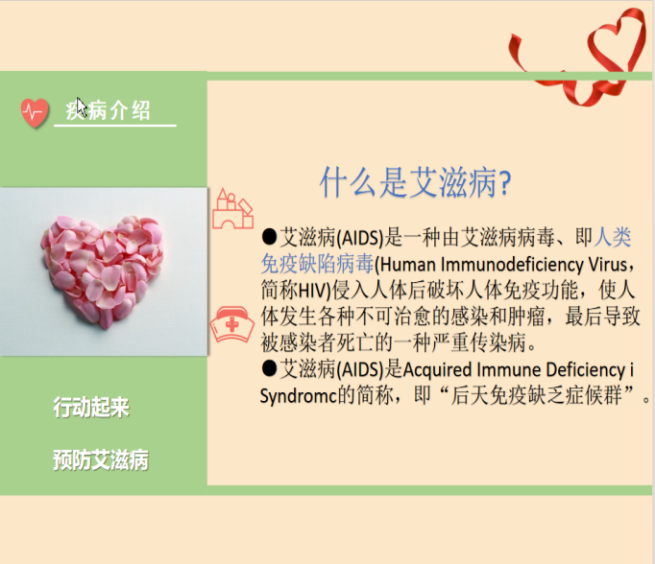 疾病介绍
什么是艾滋病?
●艾滋病(AIDS)是一种由艾滋病病毒、即人类
免疫缺陷病毒(Human Immunodeficiency Virus，
简称HIV)侵入人体后破坏人体免疫功能，使人
体发生各种不可治愈的感染和肿瘤，最后导致
被感染者死亡的一种严重传染病。
●艾滋病(AIDS)是Acquired Immune Deficiency i
Syndromc的简称，即“后天免疫缺乏症候群”。
行动起来
预防艾滋病